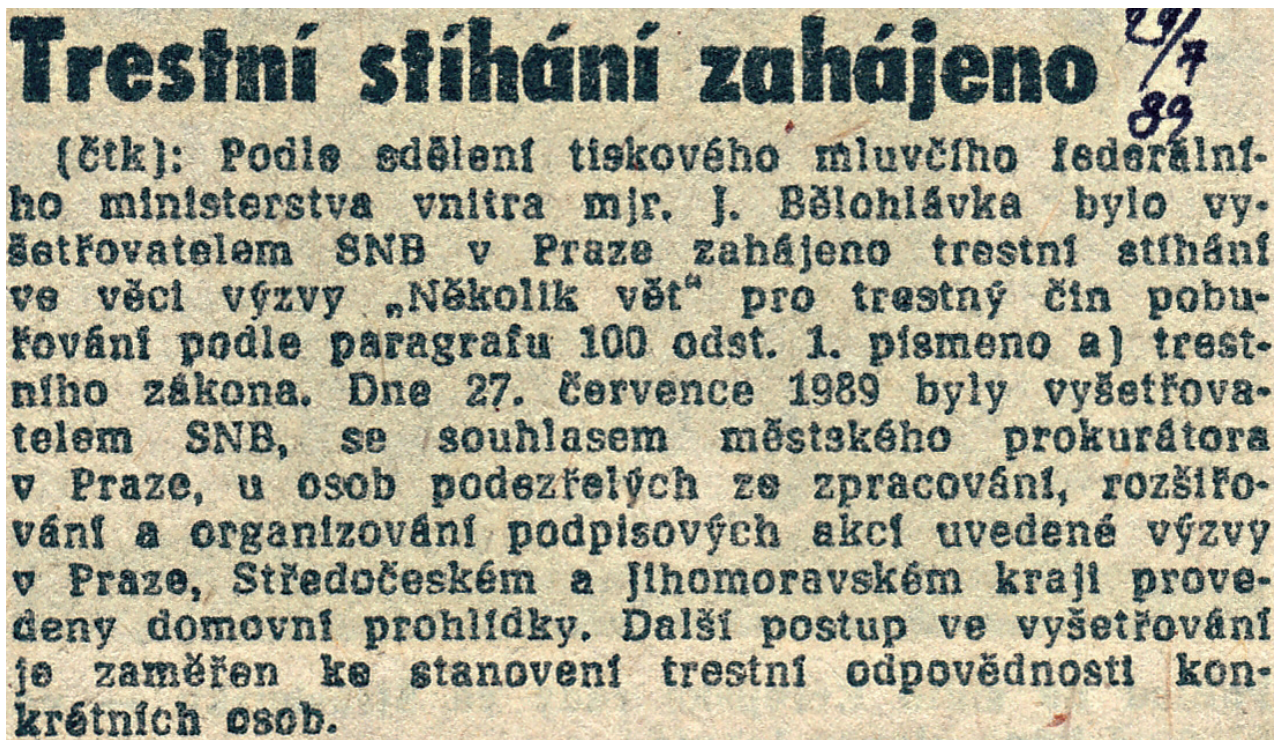 Trestní stíhání zahájeno
29/7
89
(čtk): Podle sdělení tiskového mluvčího federální-
ho ministerstva vnitra mjr. J. Bělohlávka bylo vy-
šetřovatelem SNB v Praze zahájeno trestní stíhání
ve věci výzvy „Několik vět“ pro trestný čin pobu-
řování podle paragrafu 100 odst. 1. písmeno a) trest-
ního zákona. Dne 27. července 1989 byly vyšetřova-
telem SNB, se souhlasem městského prokurátora
v Praze, u osob podezřelých ze zpracování, rozšiřo-
vání a organizování podpisových akcí uvedené výzvy
v Praze, Středočeském a Jihomoravském kraji prove-
deny domovní prohlídky. Další postup ve vyšetřování
je zaměřen ke stanovení trestní odpovědnosti kon-
krétních osob.